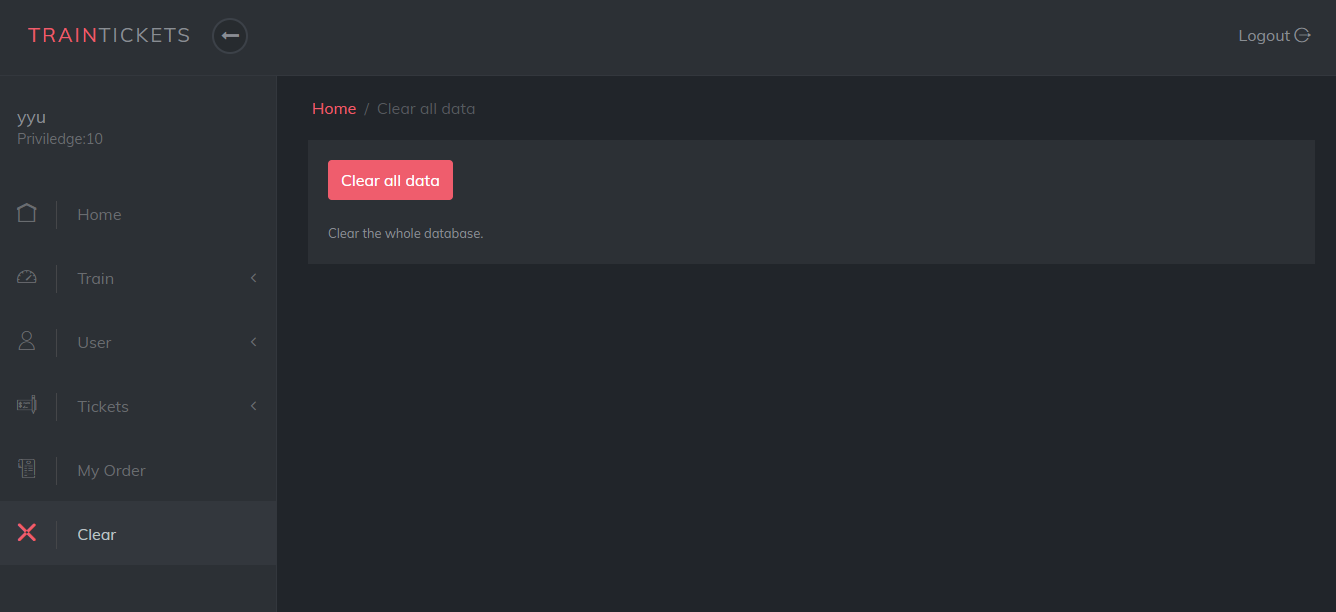 TRAINTICKETS
Logout
yyu
Priviledge:10
Home
Train
User
Tickets
My Order
Clear
Home / Clear all data
Clear all data
Clear the whole database.